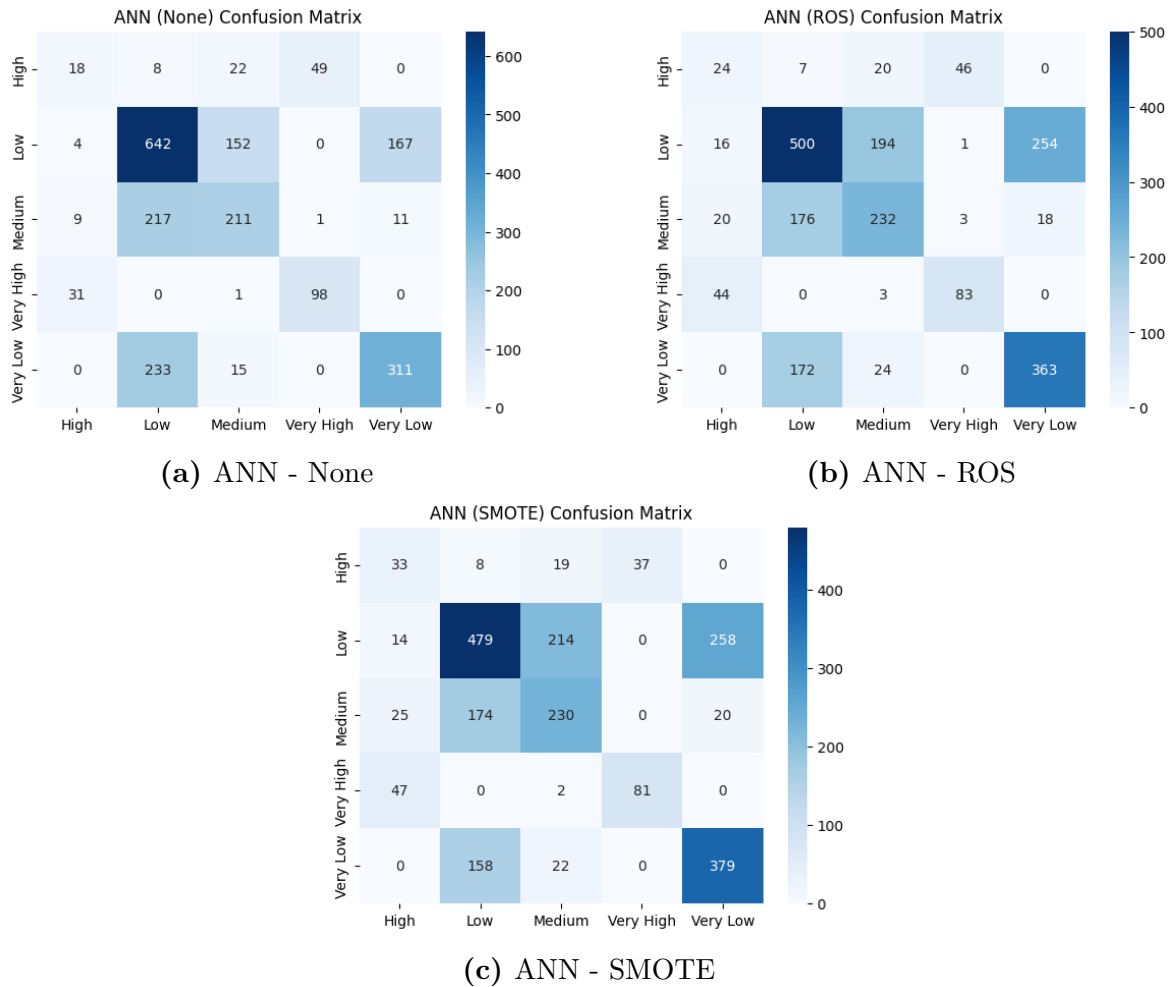 ANN (None) Confusion Matrix
High 18 8 22 49 0
Low 4 642 152 0 167
Medium 9 217 211 1 11
Very High 31 0 1 98 0
Very Low 0 233 15 0 311
High Low Medium Very High Very Low
600
500
400
300
200
100
0
(a) ANN - None
ANN (ROS) Confusion Matrix
High 24 7 20 46 0
Low 16 500 194 1 254
Medium 20 176 232 3 18
Very High 44 0 3 83 0
Very Low 0 172 24 0 363
High Low Medium Very High Very Low
500
400
300
200
100
0
(b) ANN - ROS
ANN (SMOTE) Confusion Matrix
High 33 8 19 37 0
Low 14 479 214 0 258
Medium 25 174 230 0 20
Very High 47 0 2 81 0
Very Low 0 158 22 0 379
High Low Medium Very High Very Low
400
300
200
100
0
(c) ANN - SMOTE